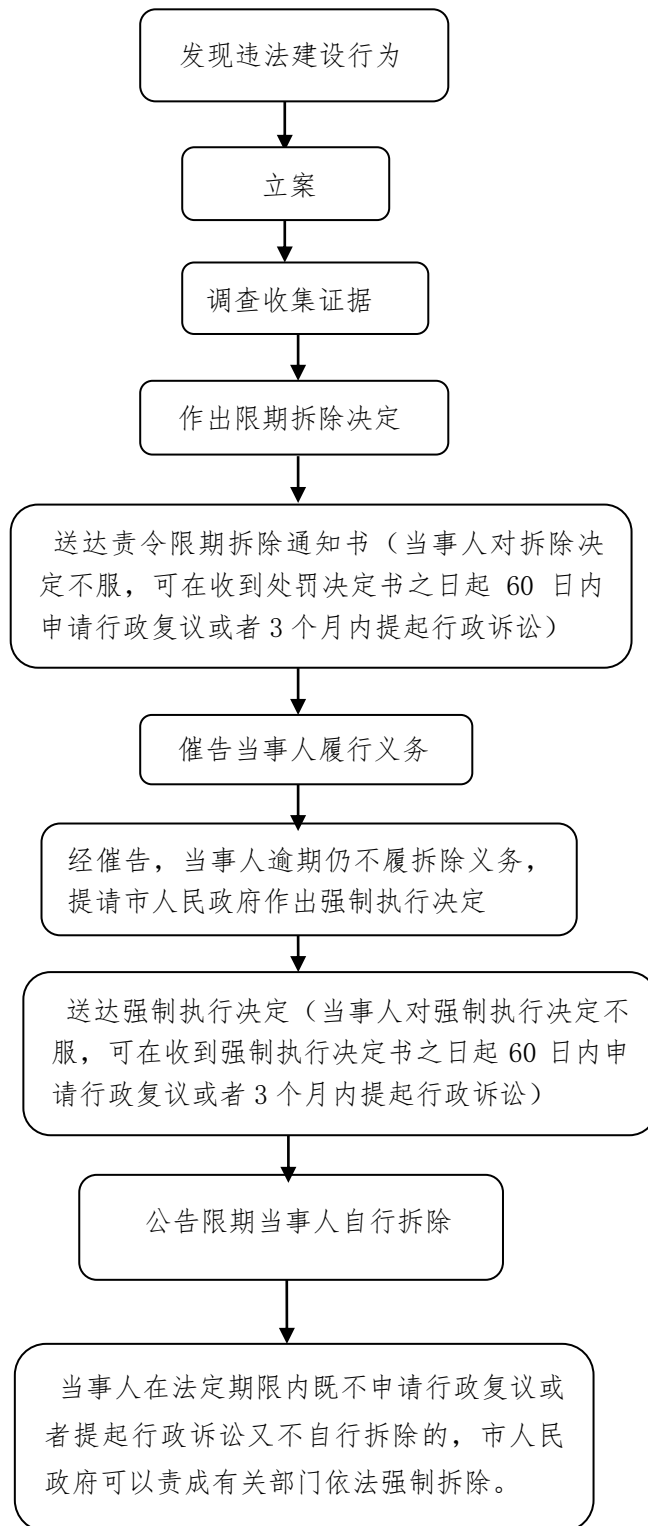 发现违法建设行为
立案
调查收集证据
作出限期拆除决定
送达责令限期拆除通知书（当事人对拆除决
定不服，可在收到处罚决定书之日起 60 日内
申请行政复议或者 3 个月内提起行政诉讼）
催告当事人履行义务
经催告，当事人逾期仍不履拆除义务，
提请市人民政府作出强制执行决定
送达强制执行决定（当事人对强制执行决定不
服，可在收到强制执行决定书之日起 60 日内申
请行政复议或者 3 个月内提起行政诉讼）
公告限期当事人自行拆除
当事人在法定期限内既不申请行政复议或
者提起行政诉讼又不自行拆除的，市人民
政府可以责成有关部门依法强制拆除。